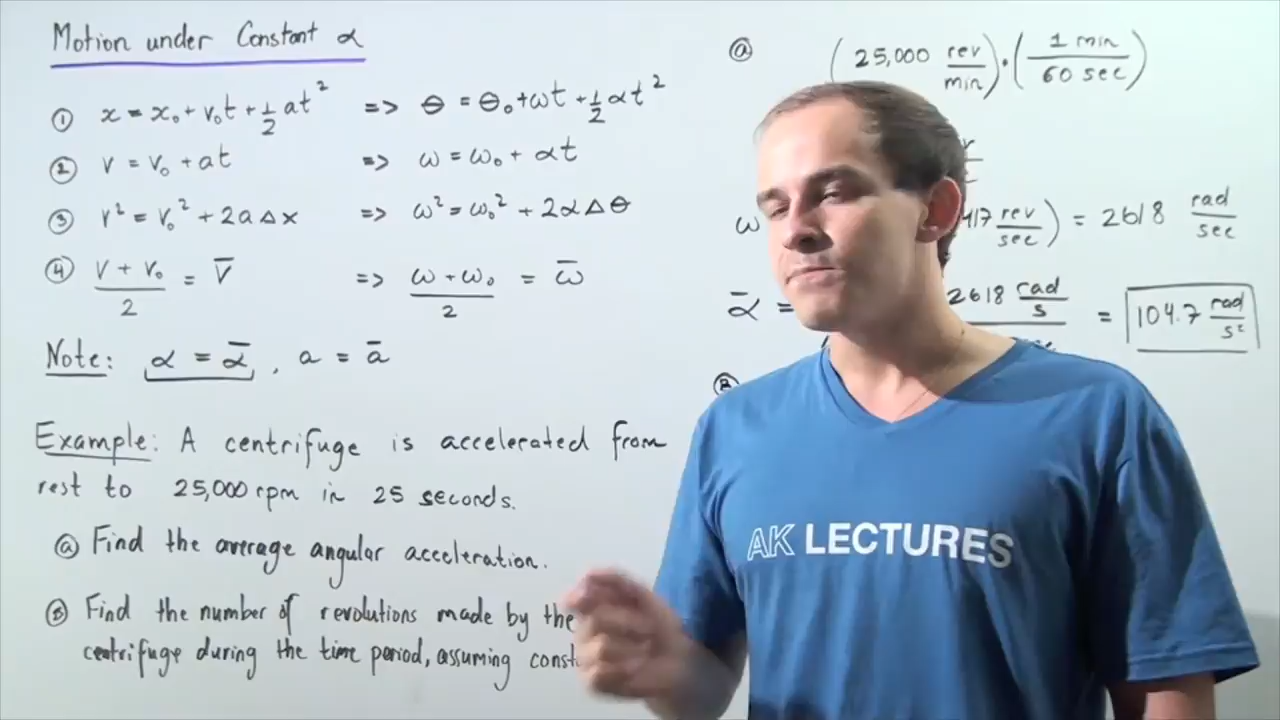 Motion under Constant α
① x = x₀ + v₀t + ½at² => θ = θ₀ + ωt + ½αt²
② v = v₀ + at => ω = ω₀ + αt
③ v² = v₀² + 2aΔx => ω² = ω₀² + 2αΔθ
④ (v + v₀)/2 = v̄ => (ω + ω₀)/2 = ω̄
Note: α = ᾱ, a = ā
Example: A centrifuge is accelerated from
rest to 25,000 rpm in 25 seconds.
ⓐ Find the average angular acceleration.
Ⓑ Find the number of revolutions made by the
centrifuge during the time period, assuming
ⓐ (25,000 rev/min)·(1 min/60 sec)
ω 417 rev/sec) = 2618 rad/sec
ᾱ = 2618 rad/s = 104.7 rad/s²
Ⓑ
AK LECTURES